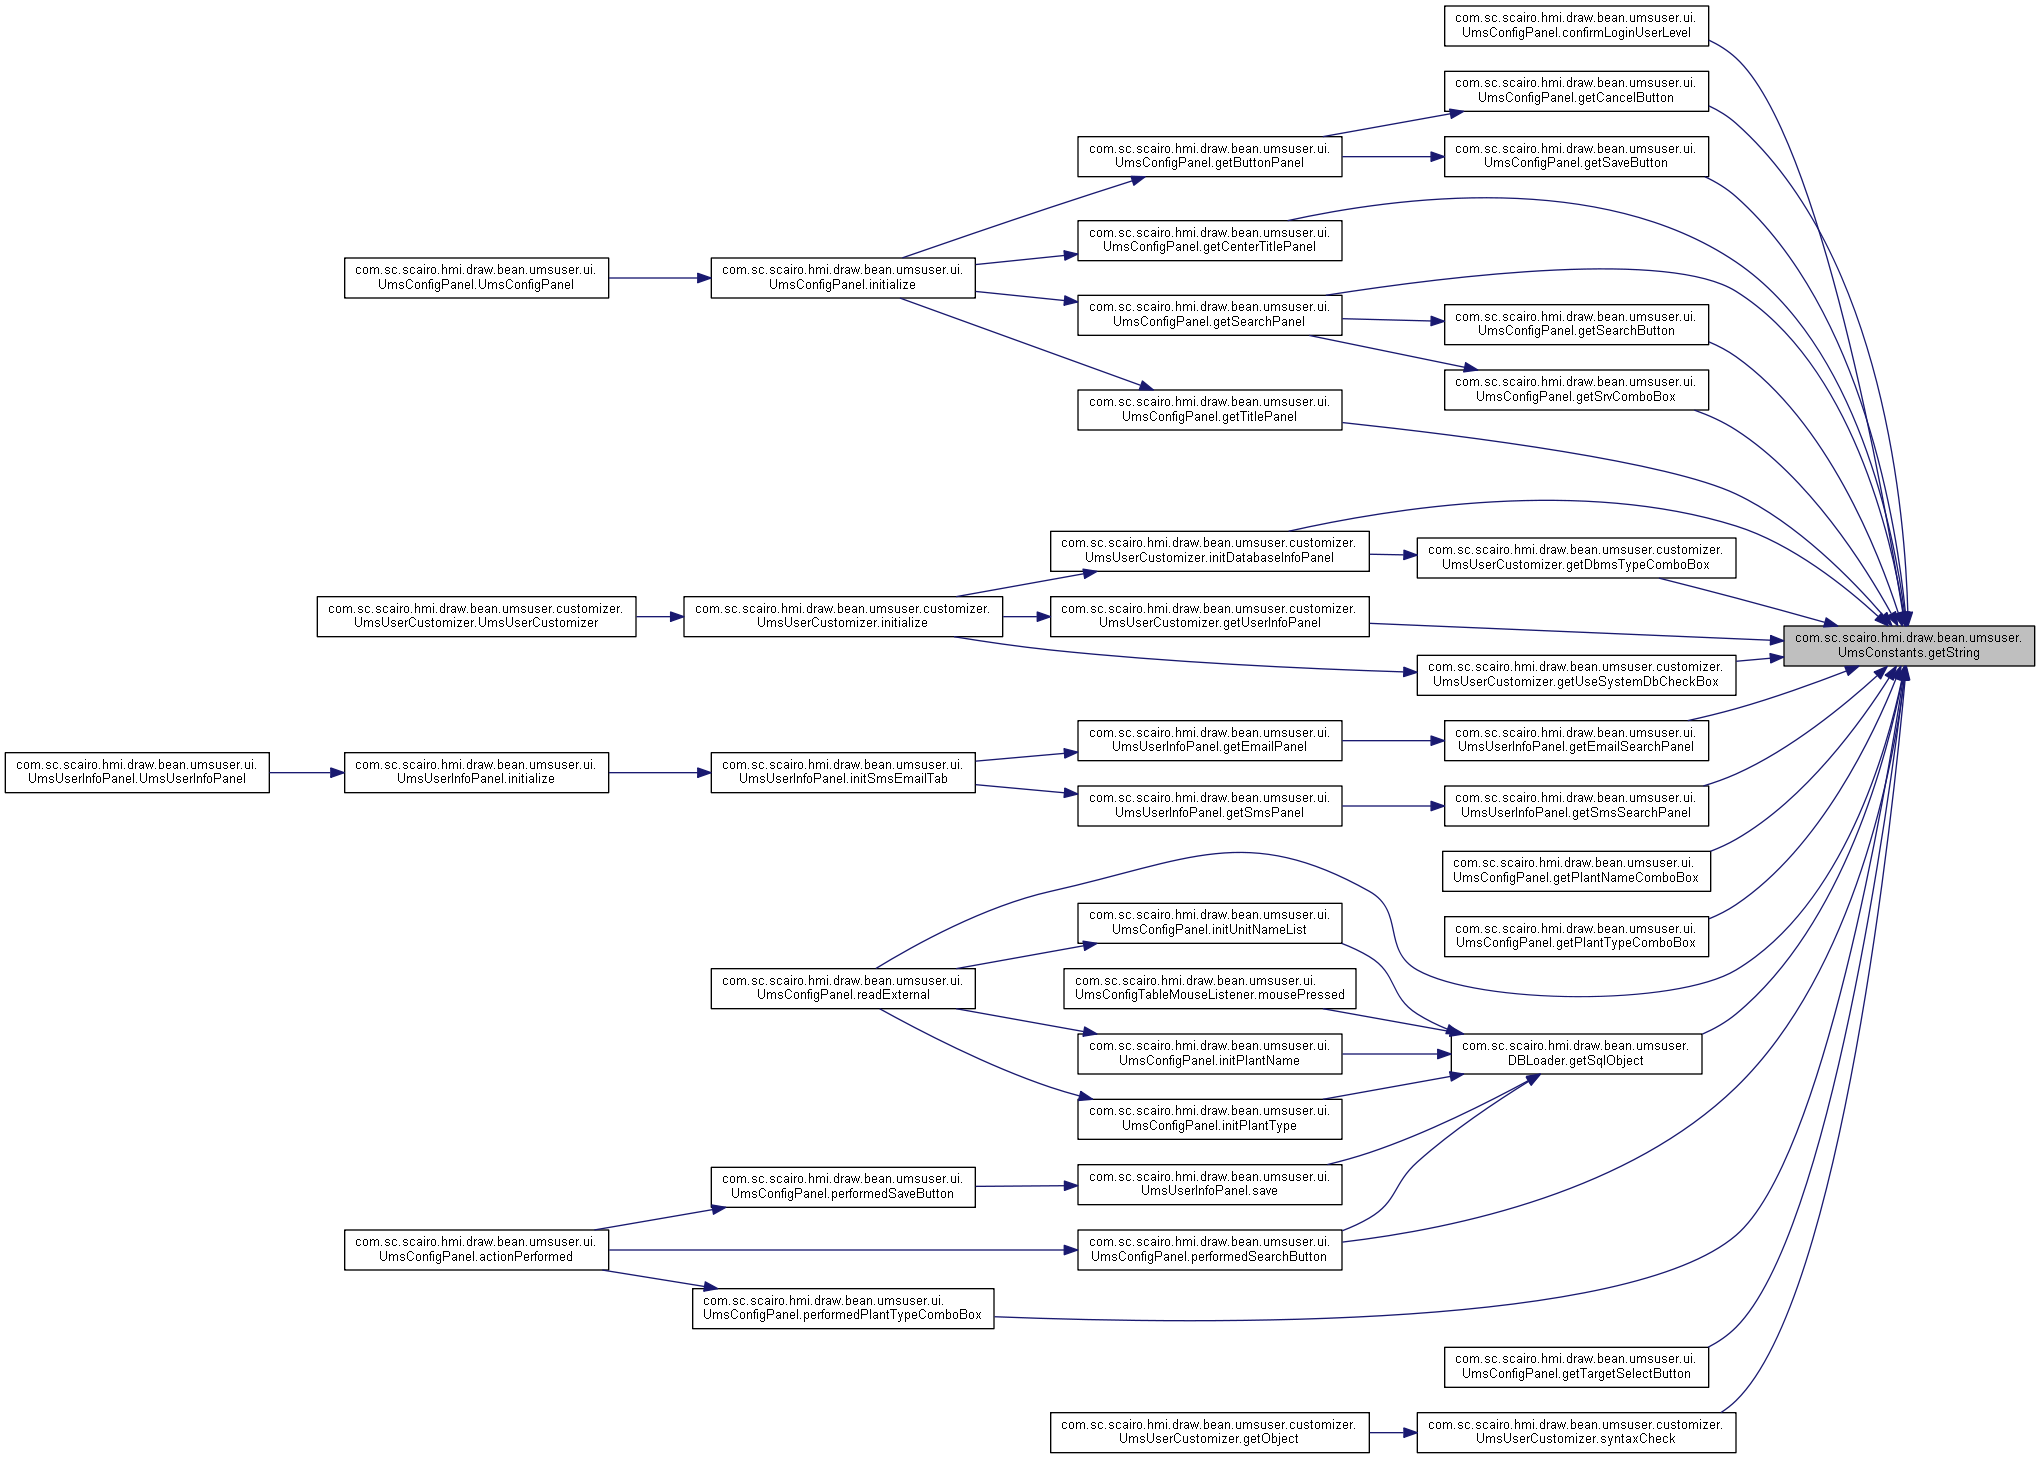 com.sc.scairo.hmi.draw.bean.umsuser.ui.
UmsConfigPanel.confirmLoginUserLevel
com.sc.scairo.hmi.draw.bean.umsuser.ui.
UmsConfigPanel.getCancelButton
com.sc.scairo.hmi.draw.bean.umsuser.ui.
UmsConfigPanel.getButtonPanel
com.sc.scairo.hmi.draw.bean.umsuser.ui.
UmsConfigPanel.getSaveButton
com.sc.scairo.hmi.draw.bean.umsuser.ui.
UmsConfigPanel.getCenterTitlePanel
com.sc.scairo.hmi.draw.bean.umsuser.ui.
UmsConfigPanel.UmsConfigPanel
com.sc.scairo.hmi.draw.bean.umsuser.ui.
UmsConfigPanel.initialize
com.sc.scairo.hmi.draw.bean.umsuser.ui.
UmsConfigPanel.getSearchPanel
com.sc.scairo.hmi.draw.bean.umsuser.ui.
UmsConfigPanel.getSearchButton
com.sc.scairo.hmi.draw.bean.umsuser.ui.
UmsConfigPanel.getSrvComboBox
com.sc.scairo.hmi.draw.bean.umsuser.ui.
UmsConfigPanel.getTitlePanel
com.sc.scairo.hmi.draw.bean.umsuser.customizer.
UmsUserCustomizer.initDatabaseInfoPanel
com.sc.scairo.hmi.draw.bean.umsuser.customizer.
UmsUserCustomizer.getDbmsTypeComboBox
com.sc.scairo.hmi.draw.bean.umsuser.customizer.
UmsUserCustomizer.UmsUserCustomizer
com.sc.scairo.hmi.draw.bean.umsuser.customizer.
UmsUserCustomizer.initialize
com.sc.scairo.hmi.draw.bean.umsuser.customizer.
UmsUserCustomizer.getUserInfoPanel
com.sc.scairo.hmi.draw.bean.umsuser.
UmsConstants.getString
com.sc.scairo.hmi.draw.bean.umsuser.customizer.
UmsUserCustomizer.getUseSystemDbCheckBox
com.sc.scairo.hmi.draw.bean.umsuser.ui.
UmsUserInfoPanel.getEmailPanel
com.sc.scairo.hmi.draw.bean.umsuser.ui.
UmsUserInfoPanel.getEmailSearchPanel
com.sc.scairo.hmi.draw.bean.umsuser.ui.
UmsUserInfoPanel.UmsUserInfoPanel
com.sc.scairo.hmi.draw.bean.umsuser.ui.
UmsUserInfoPanel.initialize
com.sc.scairo.hmi.draw.bean.umsuser.ui.
UmsUserInfoPanel.initSmsEmailTab
com.sc.scairo.hmi.draw.bean.umsuser.ui.
UmsUserInfoPanel.getSmsPanel
com.sc.scairo.hmi.draw.bean.umsuser.ui.
UmsUserInfoPanel.getSmsSearchPanel
com.sc.scairo.hmi.draw.bean.umsuser.ui.
UmsConfigPanel.getPlantNameComboBox
com.sc.scairo.hmi.draw.bean.umsuser.ui.
UmsConfigPanel.initUnitNameList
com.sc.scairo.hmi.draw.bean.umsuser.ui.
UmsConfigPanel.getPlantTypeComboBox
com.sc.scairo.hmi.draw.bean.umsuser.ui.
UmsConfigPanel.readExternal
com.sc.scairo.hmi.draw.bean.umsuser.ui.
UmsConfigTableMouseListener.mousePressed
com.sc.scairo.hmi.draw.bean.umsuser.ui.
UmsConfigPanel.initPlantName
com.sc.scairo.hmi.draw.bean.umsuser.
DBLoader.getSqlObject
com.sc.scairo.hmi.draw.bean.umsuser.ui.
UmsConfigPanel.initPlantType
com.sc.scairo.hmi.draw.bean.umsuser.ui.
UmsConfigPanel.performedSaveButton
com.sc.scairo.hmi.draw.bean.umsuser.ui.
UmsUserInfoPanel.save
com.sc.scairo.hmi.draw.bean.umsuser.ui.
UmsConfigPanel.actionPerformed
com.sc.scairo.hmi.draw.bean.umsuser.ui.
UmsConfigPanel.performedSearchButton
com.sc.scairo.hmi.draw.bean.umsuser.ui.
UmsConfigPanel.performedPlantTypeComboBox
com.sc.scairo.hmi.draw.bean.umsuser.ui.
UmsConfigPanel.getTargetSelectButton
com.sc.scairo.hmi.draw.bean.umsuser.customizer.
UmsUserCustomizer.getObject
com.sc.scairo.hmi.draw.bean.umsuser.customizer.
UmsUserCustomizer.syntaxCheck